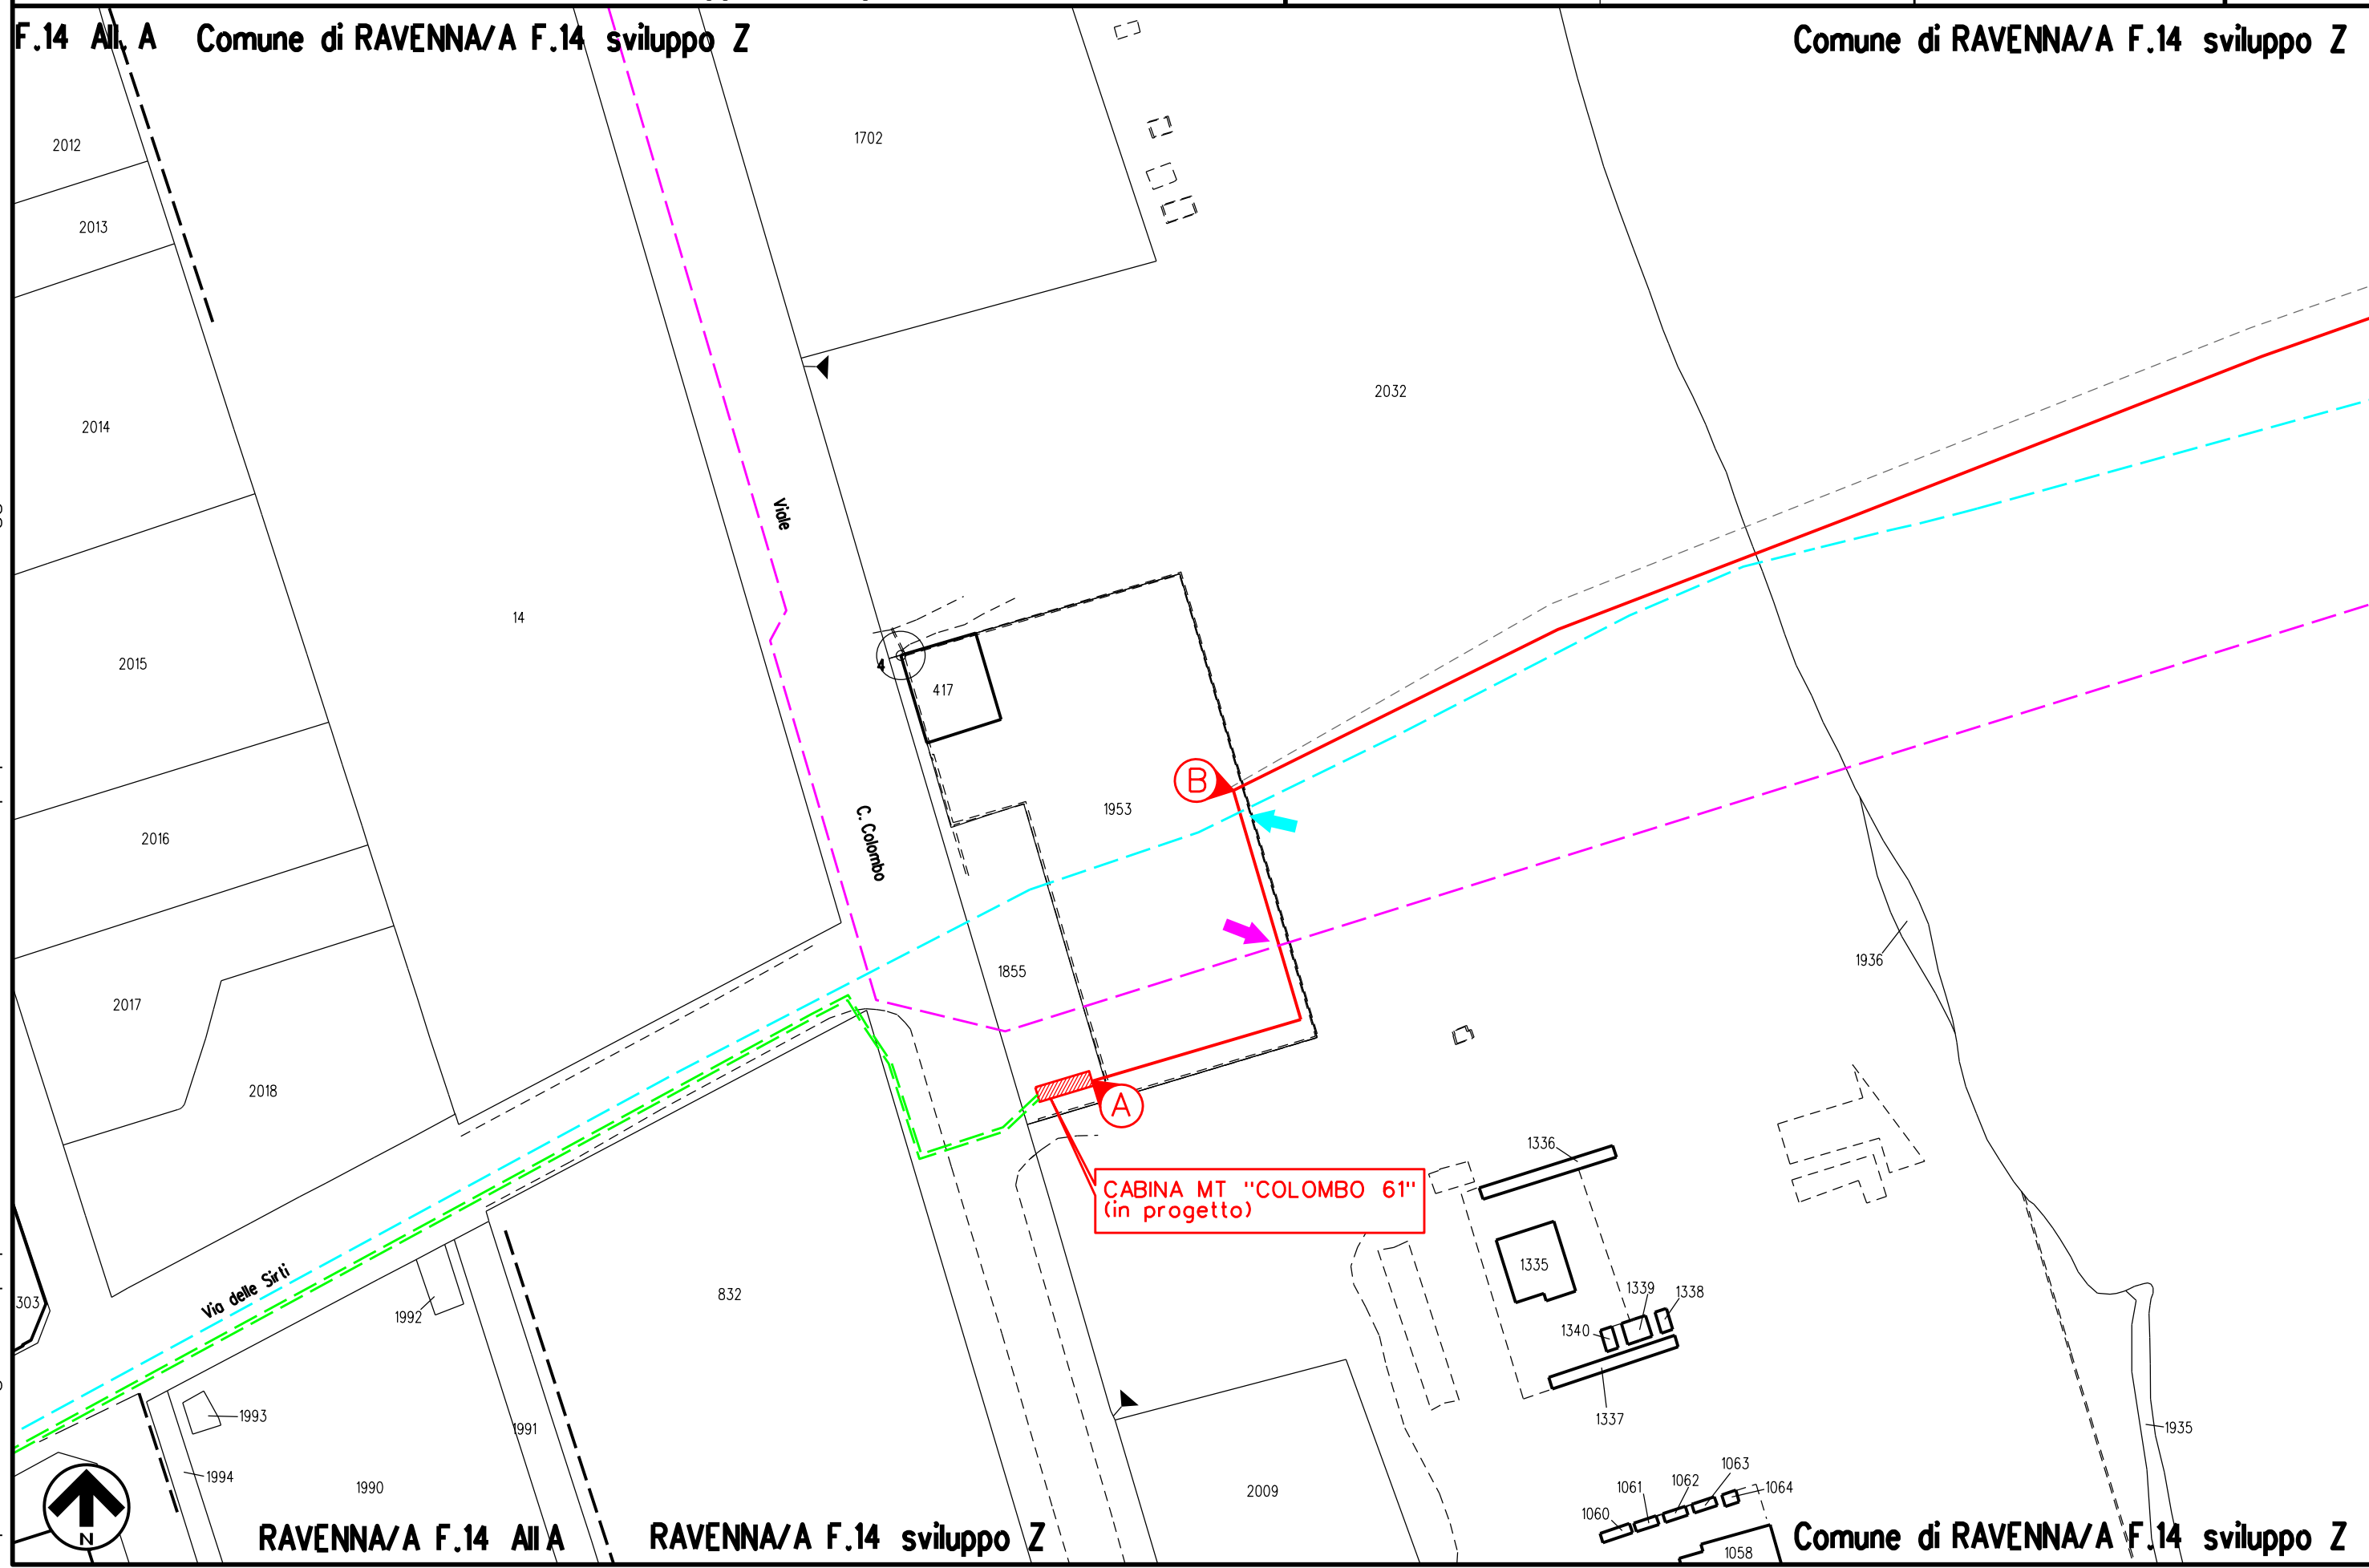 F.14 All. A
Comune di RAVENNA/A F.14 sviluppo Z
Comune di RAVENNA/A F.14 sviluppo Z
2012
1702
2013
2032
2014
Viale
14
2015
4
417
B
1953
2016
C. Colombo
1936
1855
2017
2018
A
1336
CABINA MT "COLOMBO 61"
(in progetto)
1335
Via delle Sirti
303
832
1339
1338
1992
1340
1993
1337
1991
1935
1994
1990
2009
1063
1062
1061
1064
1060
N
RAVENNA/A F.14 All A
RAVENNA/A F.14 sviluppo Z
Comune di RAVENNA/A F.14 sviluppo Z
1058